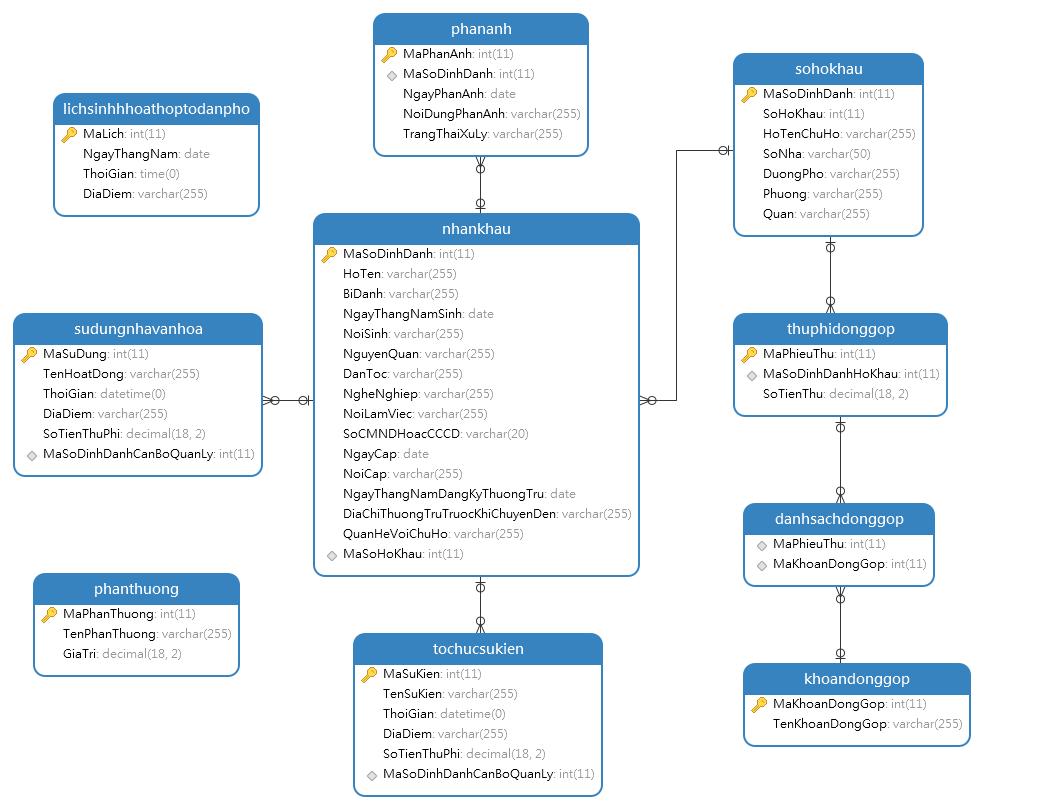 phananh
MaPhanAnh: int(11)
MaSoDinhDanh: int(11)
NgayPhanAnh: date
NoiDungPhanAnh: varchar(255)
TrangThaiXuLy: varchar(255)
sohokhau
MaSoDinhDanh: int(11)
SoHoKhau: int(11)
HoTenChuHo: varchar(255)
SoNha: varchar(50)
DuongPho: varchar(255)
Phuong: varchar(255)
Quan: varchar(255)
lichsinhhhoathoptodanpho
MaLich: int(11)
NgayThangNam: date
ThoiGian: time(0)
DiaDiem: varchar(255)
nhankhau
MaSoDinhDanh: int(11)
HoTen: varchar(255)
BiDanh: varchar(255)
NgayThangNamSinh: date
NoiSinh: varchar(255)
NguyenQuan: varchar(255)
DanToc: varchar(255)
NgheNghiep: varchar(255)
NoiLamViec: varchar(255)
SoCMNDHoacCCCD: varchar(20)
NgayCap: date
NoiCap: varchar(255)
NgayThangNamDangKyThuongTru: date
DiaChiThuongTruTruocKhiChuyenDen: varchar(255)
QuanHeVoiChuHo: varchar(255)
MaSoHoKhau: int(11)
sudungnhavanhoa
MaSuDung: int(11)
TenHoatDong: varchar(255)
ThoiGian: datetime(0)
DiaDiem: varchar(255)
SoTienThuPhi: decimal(18, 2)
MaSoDinhDanhCanBoQuanLy: int(11)
thuphidonggop
MaPhieuThu: int(11)
MaSoDinhDanhHoKhau: int(11)
SoTienThu: decimal(18, 2)
danhsachdonggop
MaPhieuThu: int(11)
MaKhoanDongGop: int(11)
phanthuong
MaPhanThuong: int(11)
TenPhanThuong: varchar(255)
GiaTri: decimal(18, 2)
tochucsukien
MaSuKien: int(11)
TenSuKien: varchar(255)
ThoiGian: datetime(0)
DiaDiem: varchar(255)
SoTienThuPhi: decimal(18, 2)
MaSoDinhDanhCanBoQuanLy: int(11)
khoandonggop
MaKhoanDongGop: int(11)
TenKhoanDongGop: varchar(255)